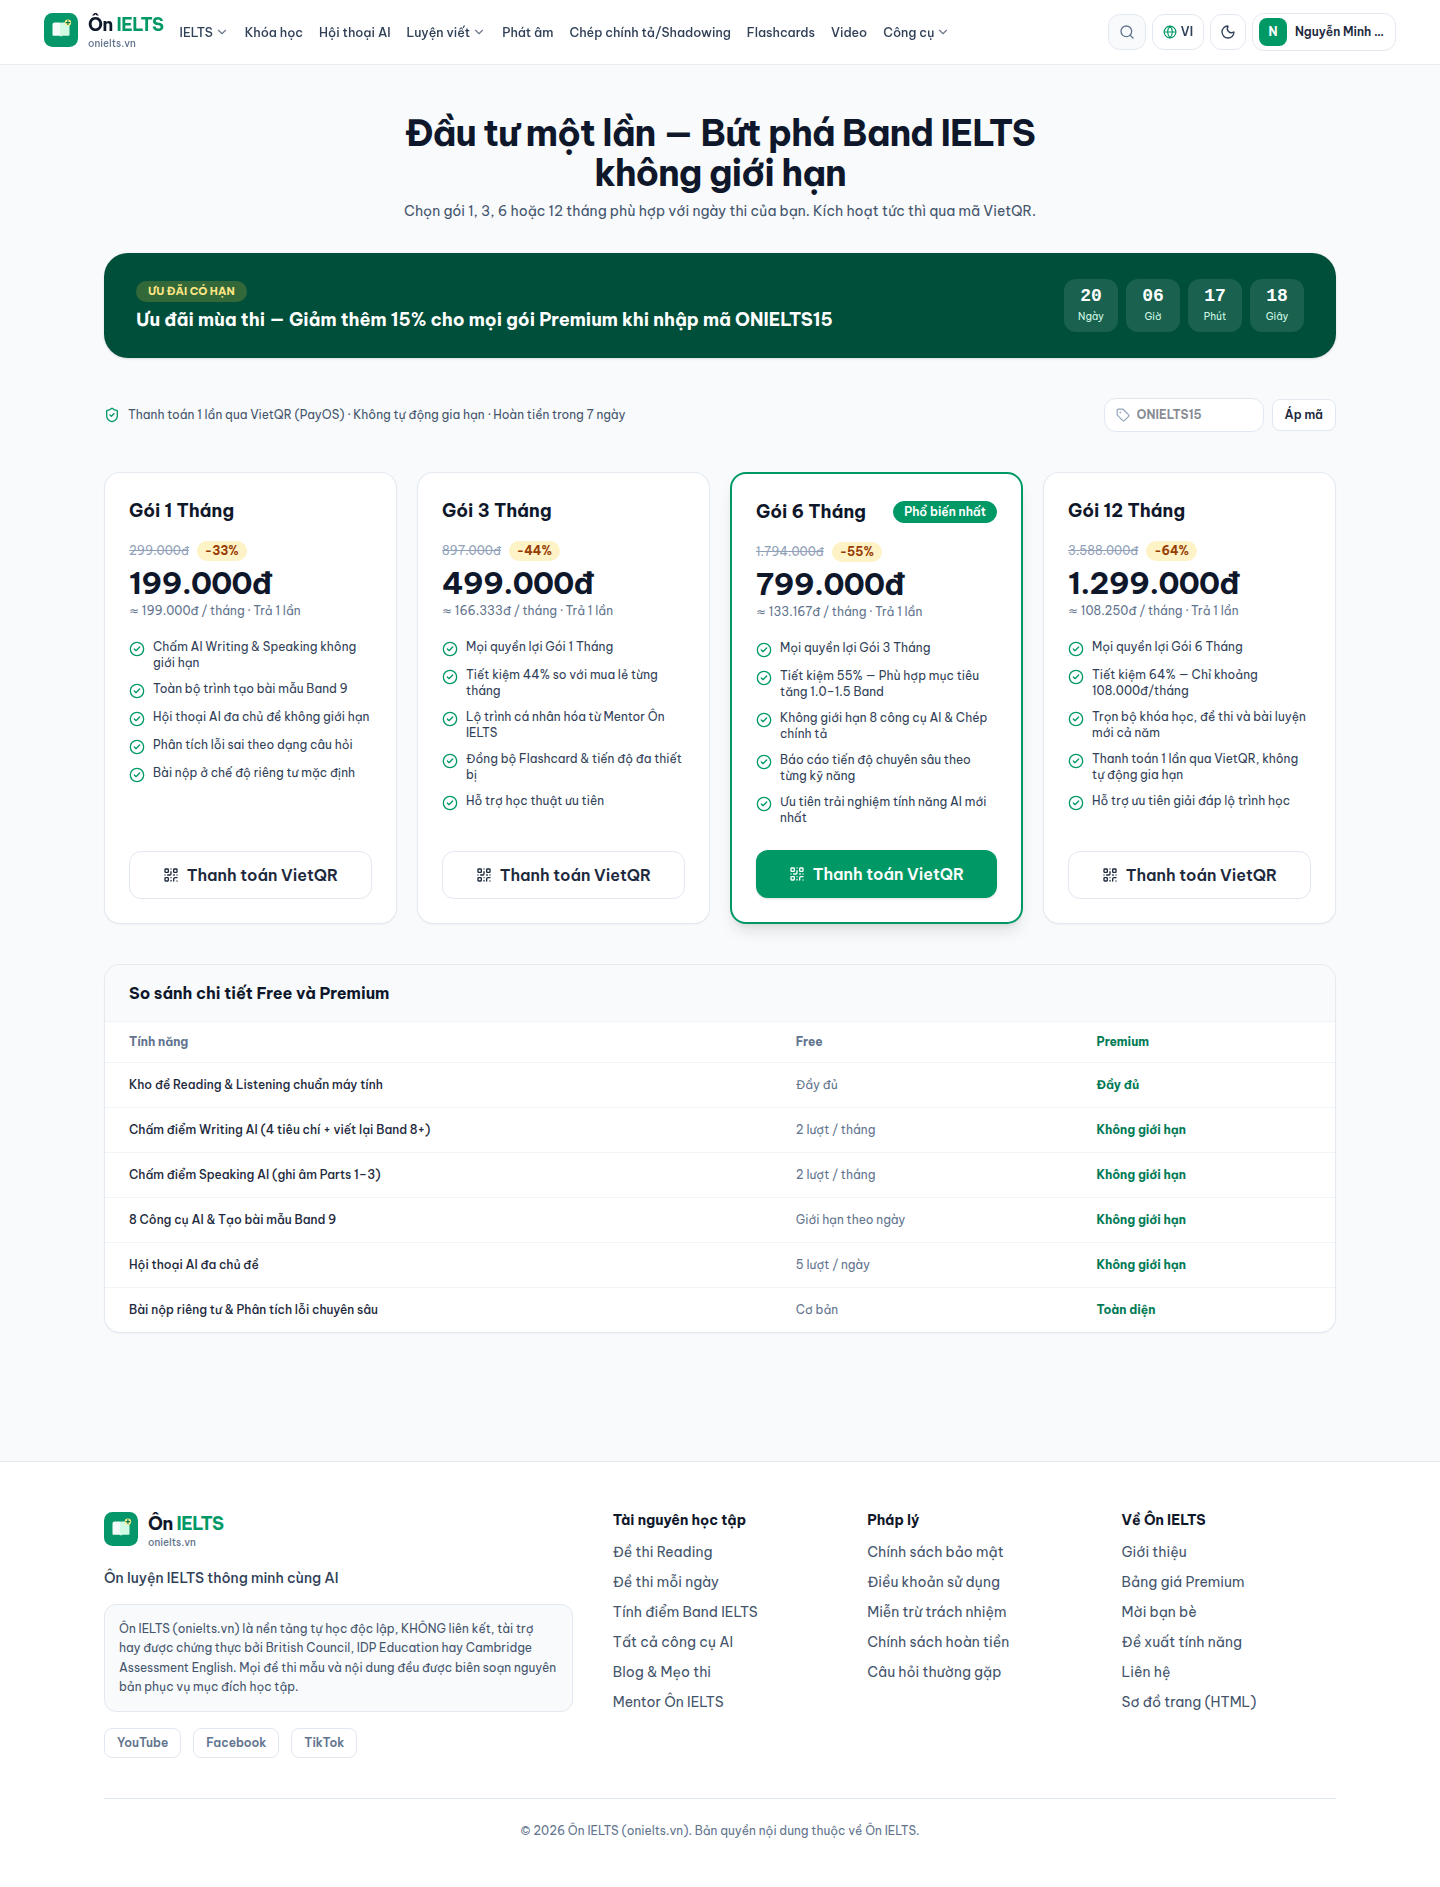 Ôn IELTS
onielts.vn
IELTS
Khóa học
Hội thoại AI
Luyện viết
Phát âm
Chép chính tả/Shadowing
Flashcards
Video
Công cụ
VI
N
Nguyễn Minh ...
Đầu tư một lần — Bứt phá Band IELTS
không giới hạn
Chọn gói 1, 3, 6 hoặc 12 tháng phù hợp với ngày thi của bạn. Kích hoạt tức thì qua mã VietQR.
ƯU ĐÃI CÓ HẠN
Ưu đãi mùa thi — Giảm thêm 15% cho mọi gói Premium khi nhập mã ONIELTS15
20
Ngày
06
Giờ
17
Phút
18
Giây
Thanh toán 1 lần qua VietQR (PayOS) · Không tự động gia hạn · Hoàn tiền trong 7 ngày
ONIELTS15
Áp mã
Gói 1 Tháng
299.000đ -33%
199.000đ
≈ 199.000đ / tháng · Trả 1 lần
Chấm AI Writing & Speaking không
giới hạn
Toàn bộ trình tạo bài mẫu Band 9
Hội thoại AI đa chủ đề không giới hạn
Phân tích lỗi sai theo dạng câu hỏi
Bài nộp ở chế độ riêng tư mặc định
Thanh toán VietQR
Gói 3 Tháng
897.000đ -44%
499.000đ
≈ 166.333đ / tháng · Trả 1 lần
Mọi quyền lợi Gói 1 Tháng
Tiết kiệm 44% so với mua lẻ từng
tháng
Lộ trình cá nhân hóa từ Mentor Ôn
IELTS
Đồng bộ Flashcard & tiến độ đa thiết
bị
Hỗ trợ học thuật ưu tiên
Thanh toán VietQR
Gói 6 Tháng
Phổ biến nhất
1.794.000đ -55%
799.000đ
≈ 133.167đ / tháng · Trả 1 lần
Mọi quyền lợi Gói 3 Tháng
Tiết kiệm 55% — Phù hợp mục tiêu
tăng 1.0–1.5 Band
Không giới hạn 8 công cụ AI & Chép
chính tả
Báo cáo tiến độ chuyên sâu theo
từng kỹ năng
Ưu tiên trải nghiệm tính năng AI mới
nhất
Thanh toán VietQR
Gói 12 Tháng
3.588.000đ -64%
1.299.000đ
≈ 108.250đ / tháng · Trả 1 lần
Mọi quyền lợi Gói 6 Tháng
Tiết kiệm 64% — Chỉ khoảng
108.000đ/tháng
Trọn bộ khóa học, đề thi và bài luyện
mới cả năm
Thanh toán 1 lần qua VietQR, không
tự động gia hạn
Hỗ trợ ưu tiên giải đáp lộ trình học
Thanh toán VietQR
So sánh chi tiết Free và Premium
Tính năng Free Premium
Kho đề Reading & Listening chuẩn máy tính Đầy đủ Đầy đủ
Chấm điểm Writing AI (4 tiêu chí + viết lại Band 8+) 2 lượt / tháng Không giới hạn
Chấm điểm Speaking AI (ghi âm Parts 1–3) 2 lượt / tháng Không giới hạn
8 Công cụ AI & Tạo bài mẫu Band 9 Giới hạn theo ngày Không giới hạn
Hội thoại AI đa chủ đề 5 lượt / ngày Không giới hạn
Bài nộp riêng tư & Phân tích lỗi chuyên sâu Cơ bản Toàn diện
Ôn IELTS
onielts.vn
Ôn luyện IELTS thông minh cùng AI
Ôn IELTS (onielts.vn) là nền tảng tự học độc lập, KHÔNG liên kết, tài trợ
hay được chứng thực bởi British Council, IDP Education hay Cambridge
Assessment English. Mọi đề thi mẫu và nội dung đều được biên soạn nguyên
bản phục vụ mục đích học tập.
YouTube
Facebook
TikTok
Tài nguyên học tập
Đề thi Reading
Đề thi mỗi ngày
Tính điểm Band IELTS
Tất cả công cụ AI
Blog & Mẹo thi
Mentor Ôn IELTS
Pháp lý
Chính sách bảo mật
Điều khoản sử dụng
Miễn trừ trách nhiệm
Chính sách hoàn tiền
Câu hỏi thường gặp
Về Ôn IELTS
Giới thiệu
Bảng giá Premium
Mời bạn bè
Đề xuất tính năng
Liên hệ
Sơ đồ trang (HTML)
© 2026 Ôn IELTS (onielts.vn). Bản quyền nội dung thuộc về Ôn IELTS.